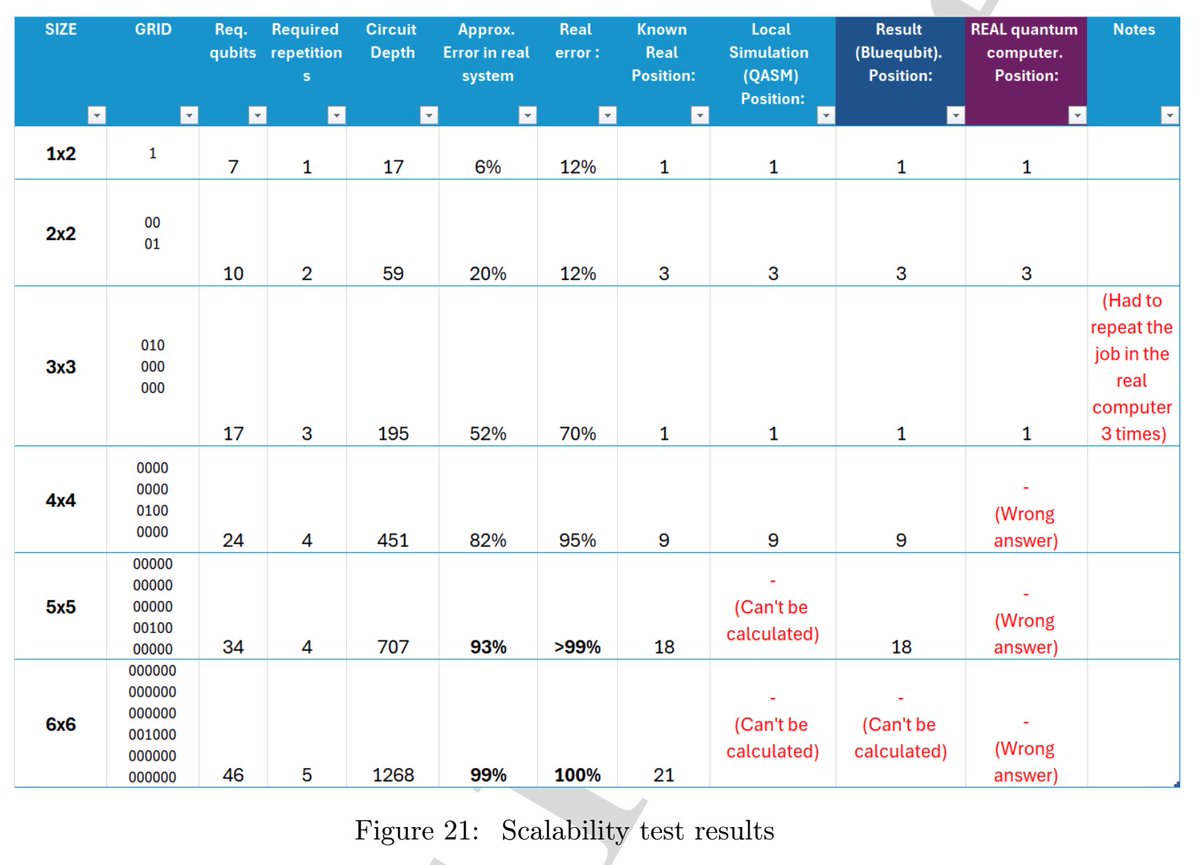 SIZE
GRID
Req.
qubits
Required
repetition
s
Circuit
Depth
Approx.
Error in real
system
Real
error :
Known
Real
Position:
Local
Simulation
(QASM)
Position:
Result
(Bluequbit).
Position:
REAL quantum
computer.
Position:
Notes
1x2
1
7 1 17 6% 12% 1 1 1 1
2x2
00
01
10 2 59 20% 12% 3 3 3 3
3x3
010
000
000
17 3 195 52% 70% 1 1 1 1
(Had to
repeat the
job in the
real
computer
3 times)
4x4
0000
0000
0100
0000
24 4 451 82% 95% 9 9 9
-
(Wrong
answer)
5x5
00000
00000
00000
00100
00000
34 4 707 93% >99% 18
-
(Can't be
calculated)
18
-
(Wrong
answer)
6x6
000000
000000
000000
001000
000000
000000
46 5 1268 99% 100% 21
-
(Can't be
calculated)
-
(Can't be
calculated)
-
(Wrong
answer)
Figure 21: Scalability test results